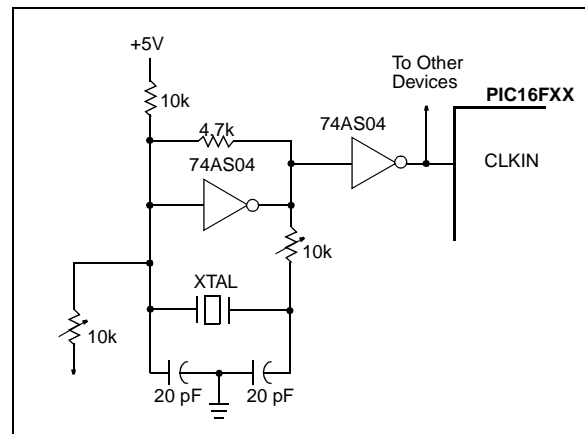 +5V
10k
4.7k
74AS04
74AS04
To Other
Devices
PIC16FXX
CLKIN
10k
XTAL
10k
20 pF
20 pF